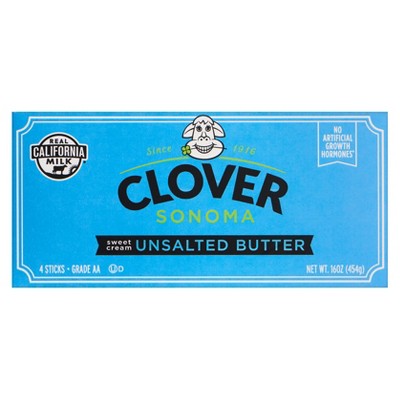 Since 1916
REAL
CALIFORNIA
MILK
NO
ARTIFICIAL
GROWTH
HORMONES*
CLOVER
SONOMA
sweet cream UNSALTED BUTTER
4 STICKS • GRADE AA Ⓤ D
NET WT. 16OZ (454g)